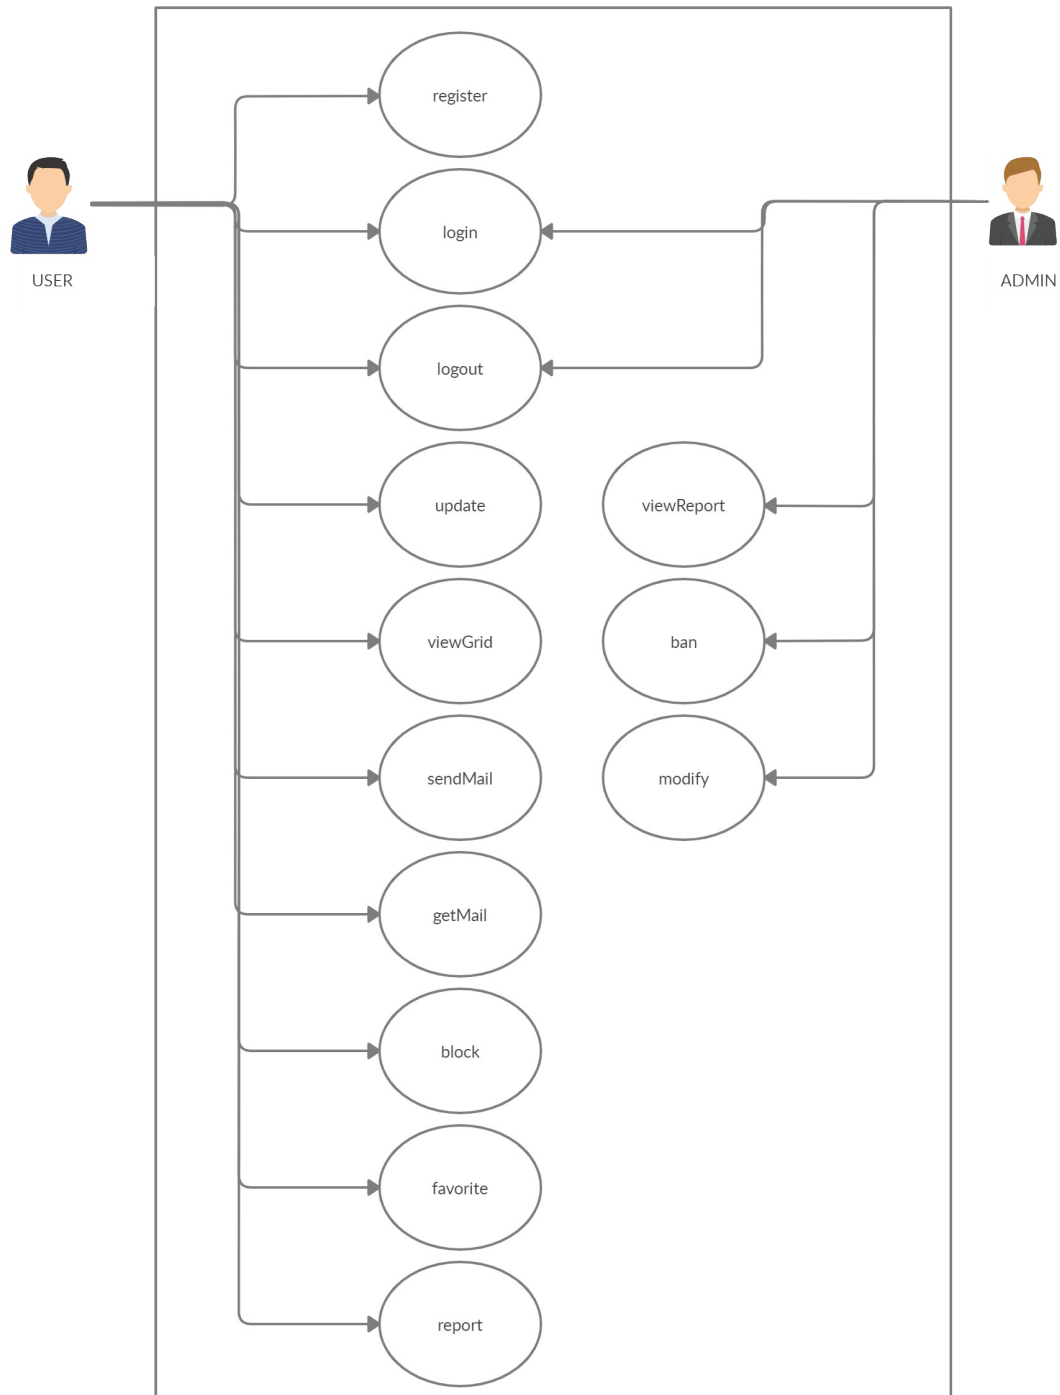 register
login
USER
ADMIN
logout
update
viewReport
viewGrid
ban
sendMail
modify
getMail
block
favorite
report